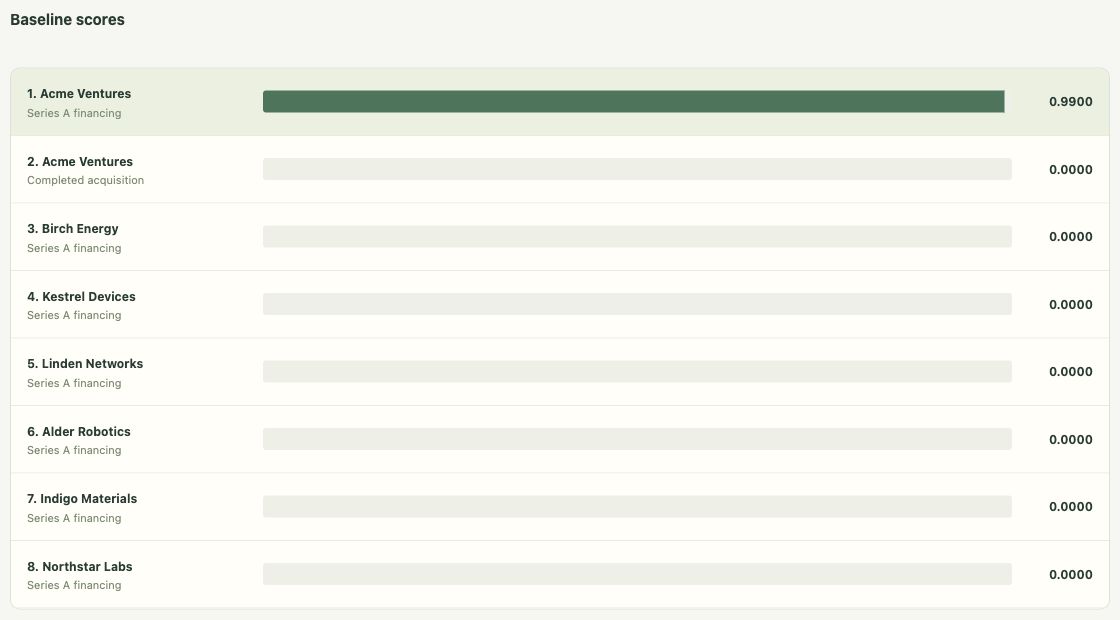 Baseline scores
1. Acme Ventures
Series A financing
0.9900
2. Acme Ventures
Completed acquisition
0.0000
3. Birch Energy
Series A financing
0.0000
4. Kestrel Devices
Series A financing
0.0000
5. Linden Networks
Series A financing
0.0000
6. Alder Robotics
Series A financing
0.0000
7. Indigo Materials
Series A financing
0.0000
8. Northstar Labs
Series A financing
0.0000